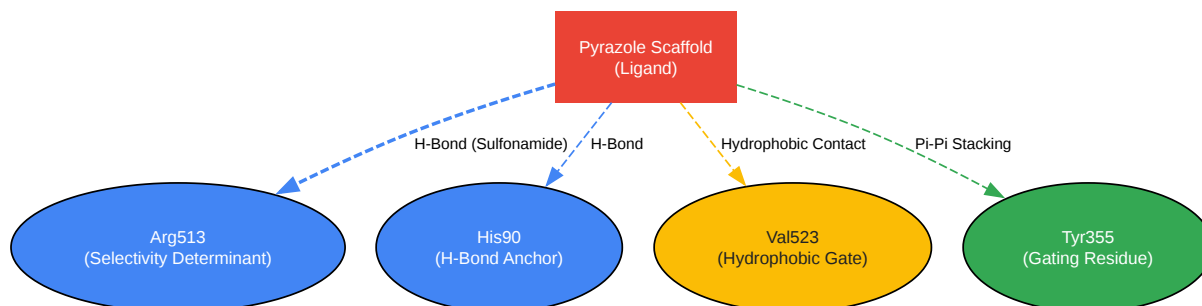 Pyrazole Scaffold
(Ligand)
H-Bond (Sulfonamide)
H-Bond
Hydrophobic Contact
Pi-Pi Stacking
Arg513
(Selectivity Determinant)
His90
(H-Bond Anchor)
Val523
(Hydrophobic Gate)
Tyr355
(Gating Residue)